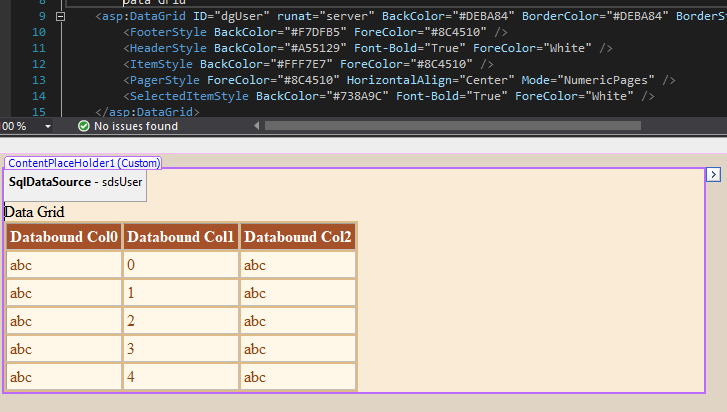 8 Data Grid
9 <asp:DataGrid ID="dgUser" runat="server" BackColor="#DEBA84" BorderColor="#DEBA84" BorderSt
10 <FooterStyle BackColor="#F7DFB5" ForeColor="#8C4510" />
11 <HeaderStyle BackColor="#A55129" Font-Bold="True" ForeColor="White" />
12 <ItemStyle BackColor="#FFF7E7" ForeColor="#8C4510" />
13 <PagerStyle ForeColor="#8C4510" HorizontalAlign="Center" Mode="NumericPages" />
14 <SelectedItemStyle BackColor="#738A9C" Font-Bold="True" ForeColor="White" />
15 </asp:DataGrid>
00 % No issues found
ContentPlaceHolder1 (Custom)
SqlDataSource - sdsUser
Data Grid
Databound Col0 Databound Col1 Databound Col2
abc 0 abc
abc 1 abc
abc 2 abc
abc 3 abc
abc 4 abc